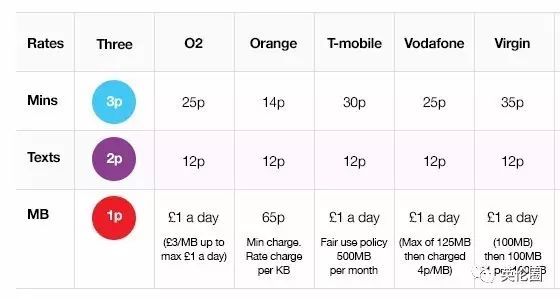 Rates Three O2 Orange T-mobile Vodafone Virgin
Mins 3p 25p 14p 30p 25p 35p
Texts 2p 12p 12p 12p 12p 12p
MB 1p £1 a day 65p £1 a day £1 a day £1 a day
(£3/MB up to Min charge. Fair use policy (Max of 125MB (100MB)
max £1 a day) Rate charge 500MB then charged then 100MB
per KB per month 4p/MB)
英伦圈